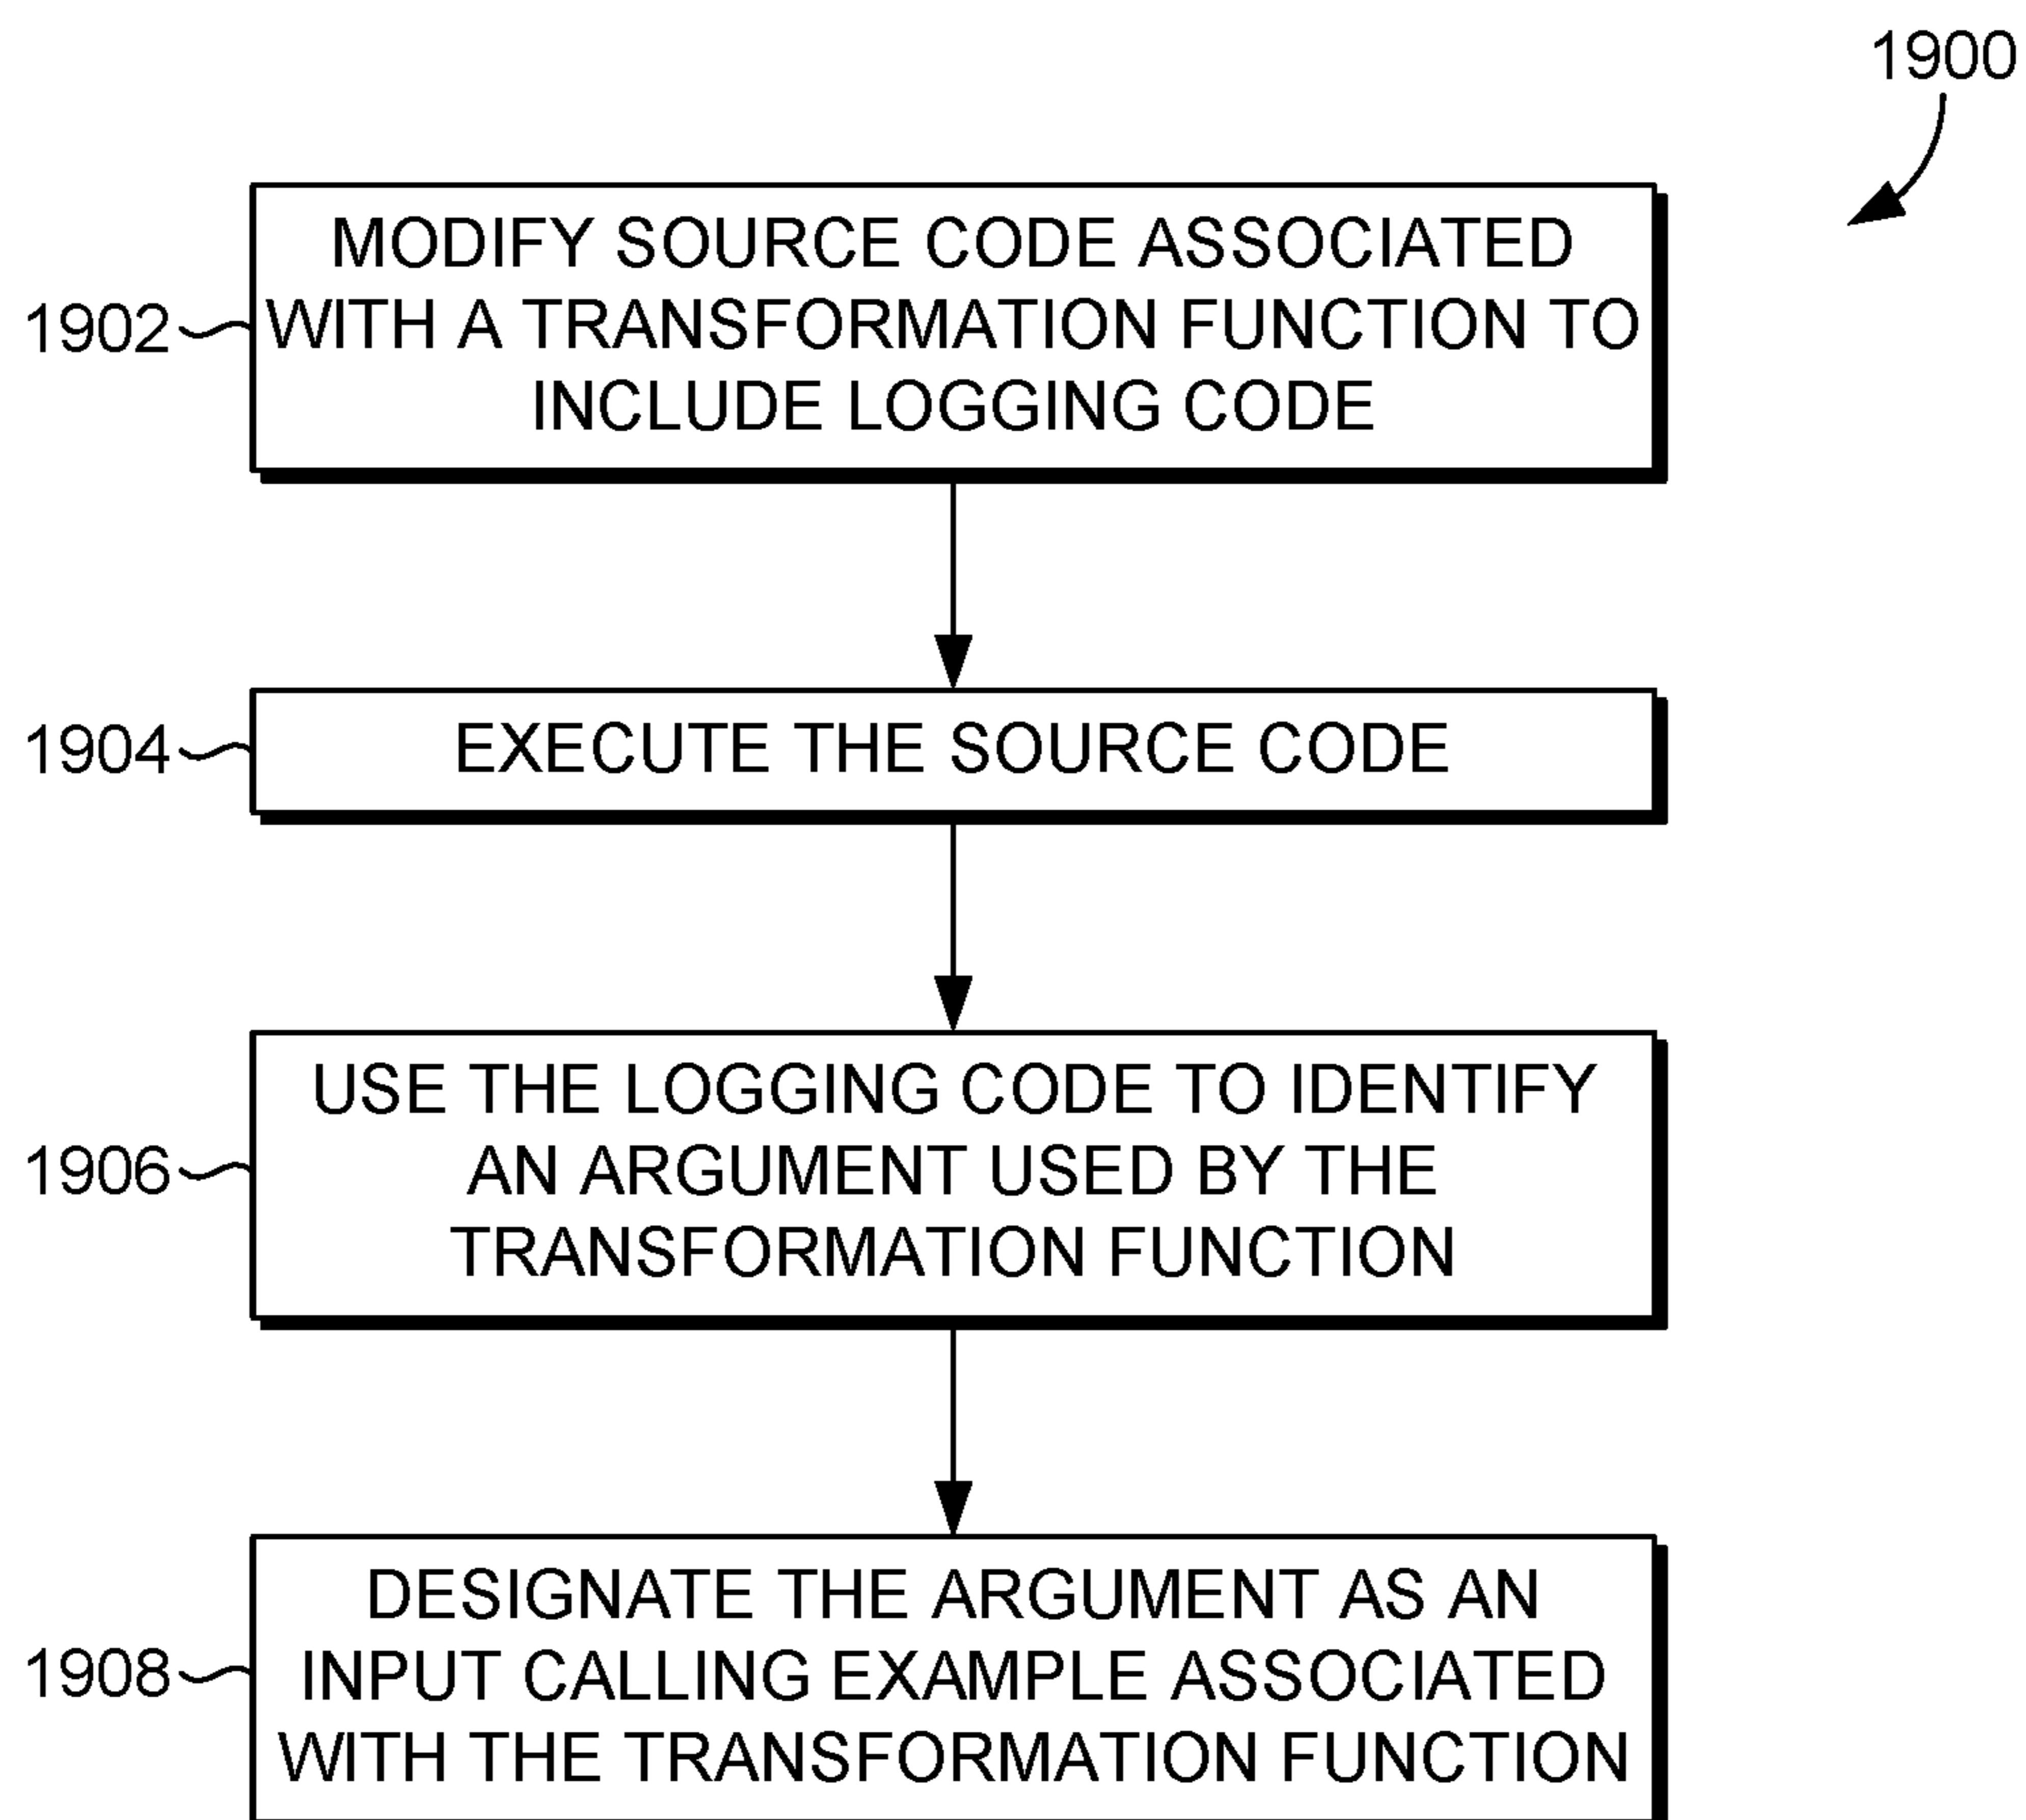 1900
MODIFY SOURCE CODE ASSOCIATED
WITH A TRANSFORMATION FUNCTION TO
INCLUDE LOGGING CODE
1902
EXECUTE THE SOURCE CODE
1904
USE THE LOGGING CODE TO IDENTIFY
AN ARGUMENT USED BY THE
TRANSFORMATION FUNCTION
1906
DESIGNATE THE ARGUMENT AS AN
INPUT CALLING EXAMPLE ASSOCIATED
WITH THE TRANSFORMATION FUNCTION
1908